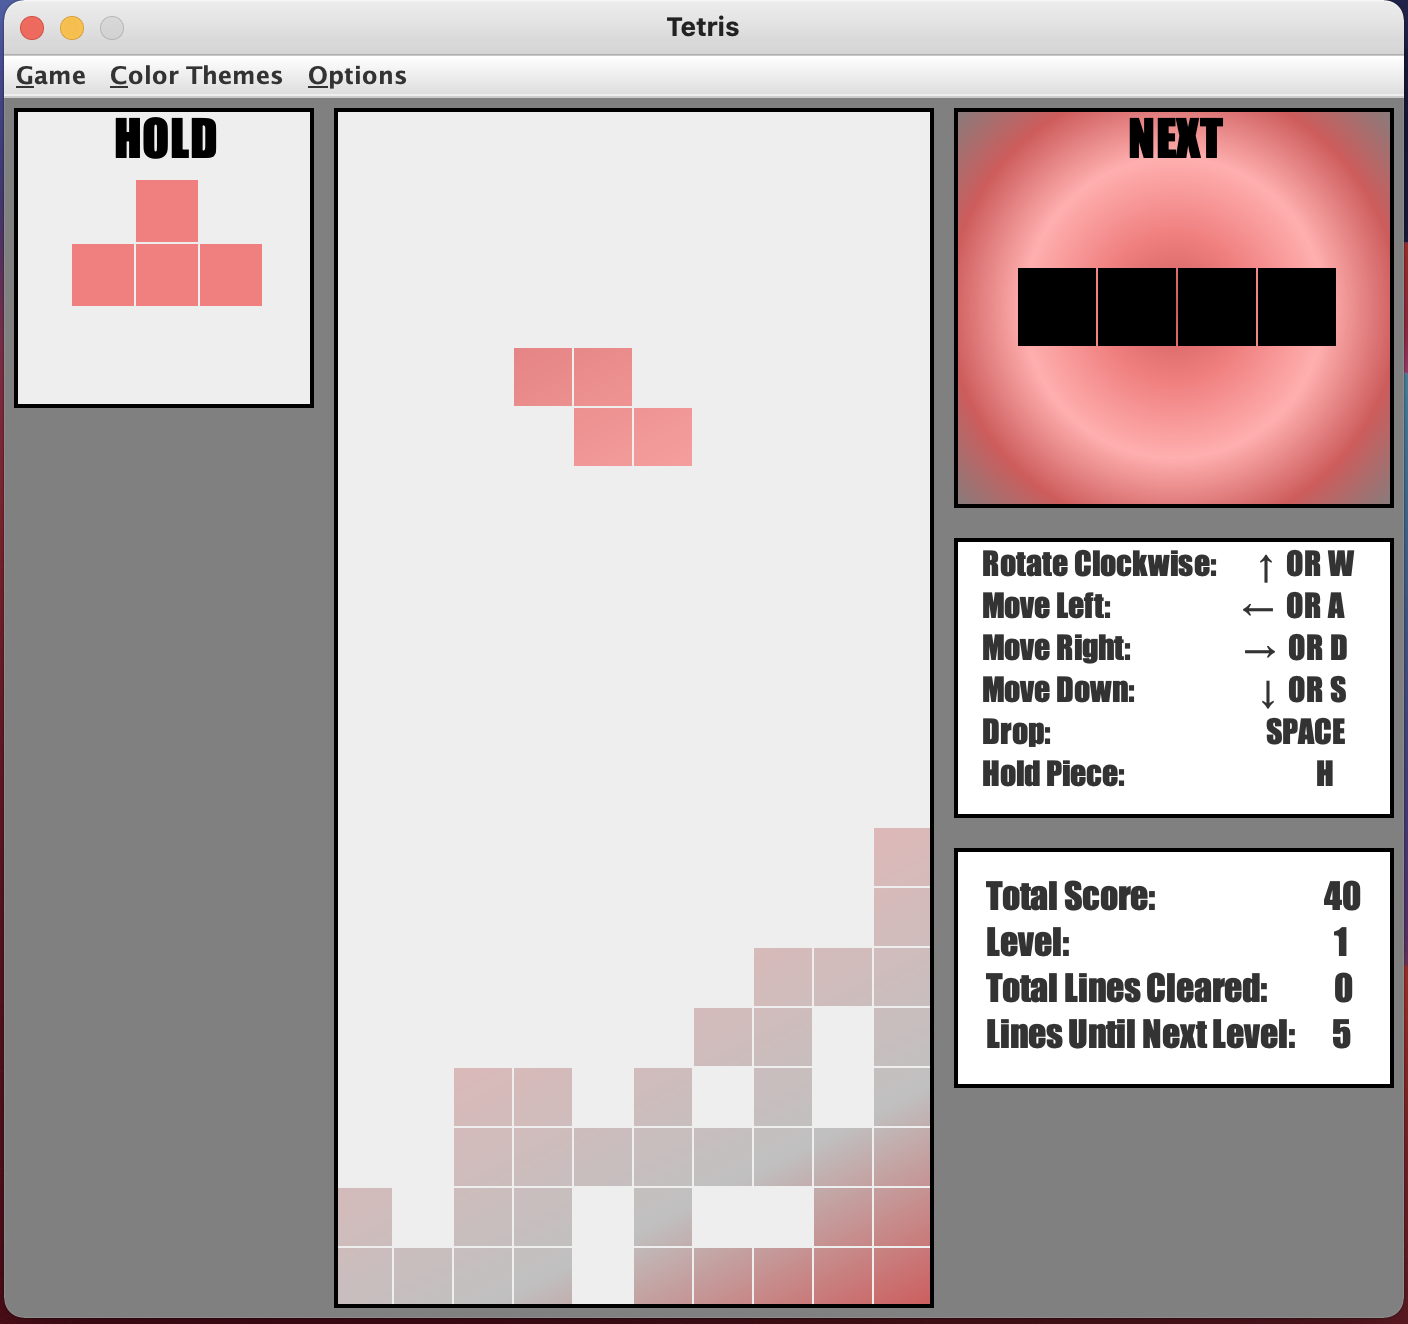 Tetris
Game Color Themes Options
HOLD
NEXT
Rotate Clockwise: ↑ OR W
Move Left: ← OR A
Move Right: → OR D
Move Down: ↓ OR S
Drop: SPACE
Hold Piece: H
Total Score: 40
Level: 1
Total Lines Cleared: 0
Lines Until Next Level: 5